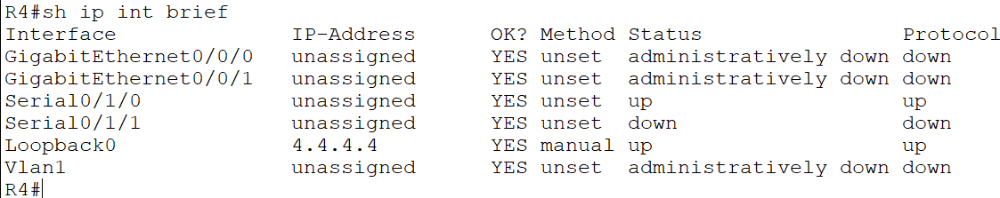 R4#sh ip int brief
Interface IP-Address OK? Method Status Protocol
GigabitEthernet0/0/0 unassigned YES unset administratively down down
GigabitEthernet0/0/1 unassigned YES unset administratively down down
Serial0/1/0 unassigned YES unset up up
Serial0/1/1 unassigned YES unset down down
Loopback0 4.4.4.4 YES manual up up
Vlan1 unassigned YES unset administratively down down
R4#